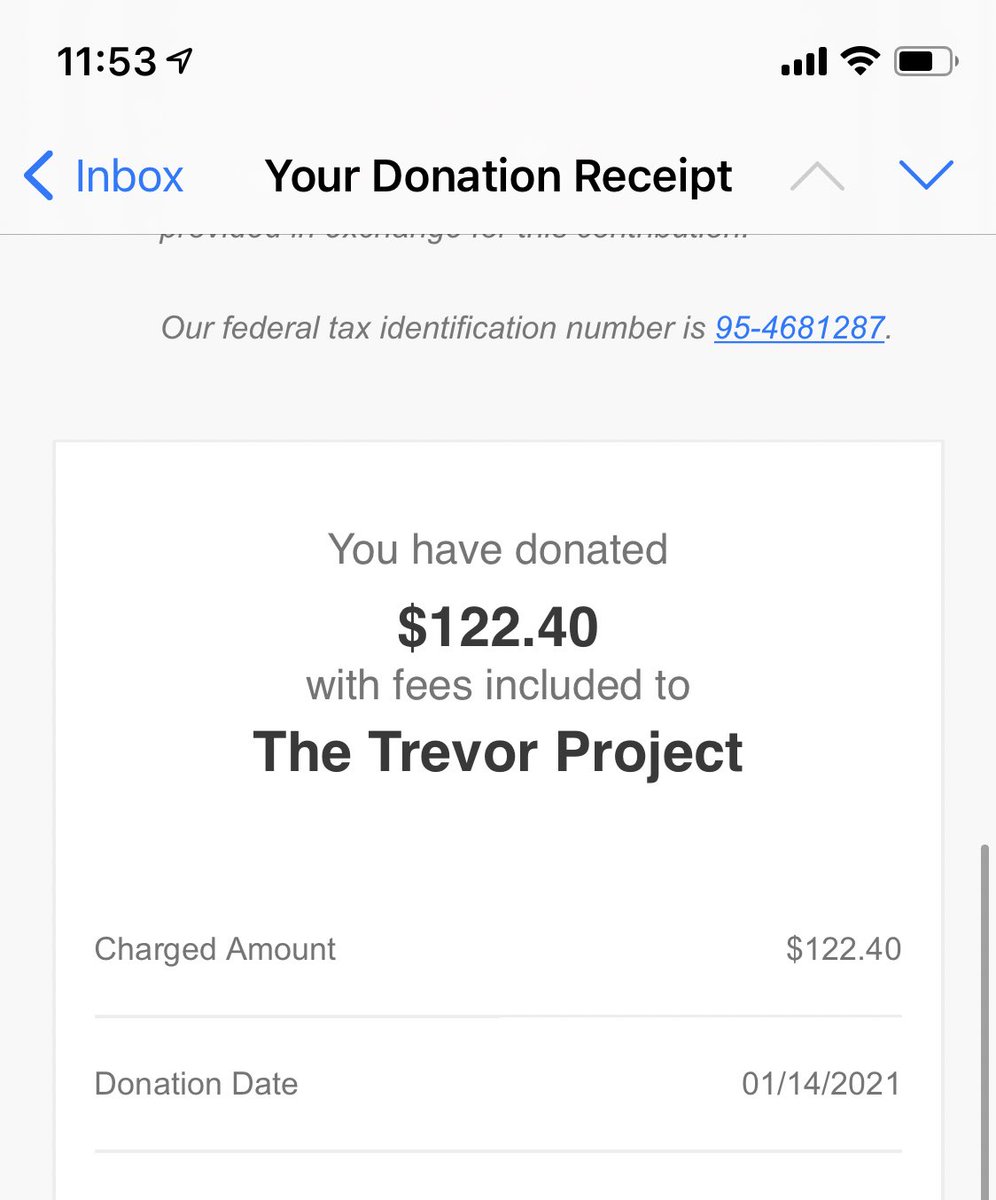 11:53
Inbox
Your Donation Receipt
provided in exchange for this contribution.
Our federal tax identification number is 95-4681287.
You have donated
$122.40
with fees included to
The Trevor Project
Charged Amount
$122.40
Donation Date
01/14/2021